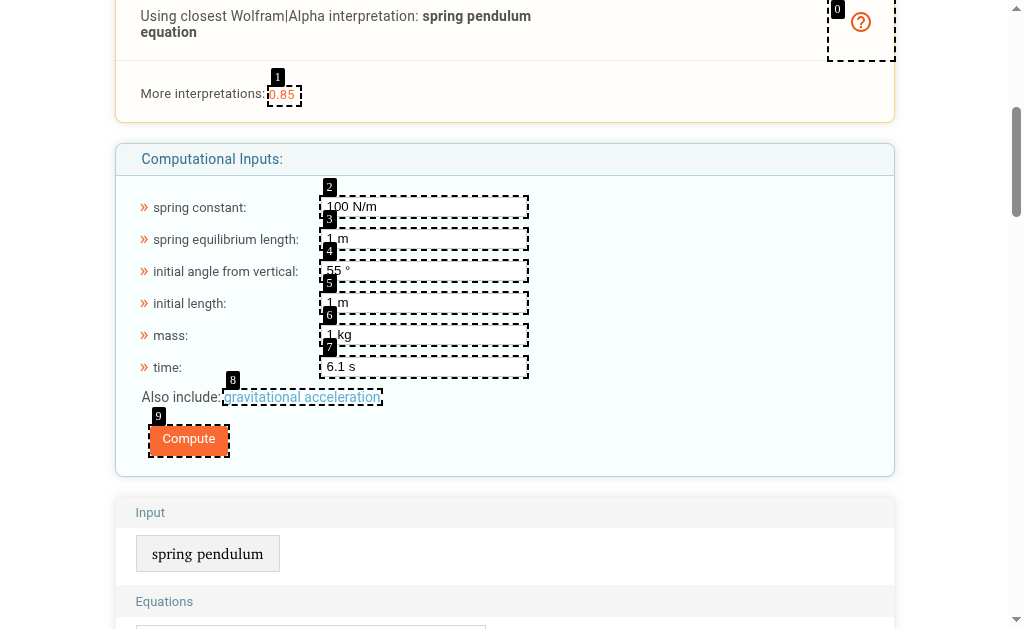 Using closest Wolfram|Alpha interpretation: spring pendulum
equation
0
1
More interpretations: 0.85
Computational Inputs:
2
» spring constant: 100 N/m
3
» spring equilibrium length: 1 m
4
» initial angle from vertical: 55 °
5
» initial length: 1 m
6
» mass: 1 kg
7
» time: 6.1 s
8
Also include: gravitational acceleration
9
Compute
Input
spring pendulum
Equations